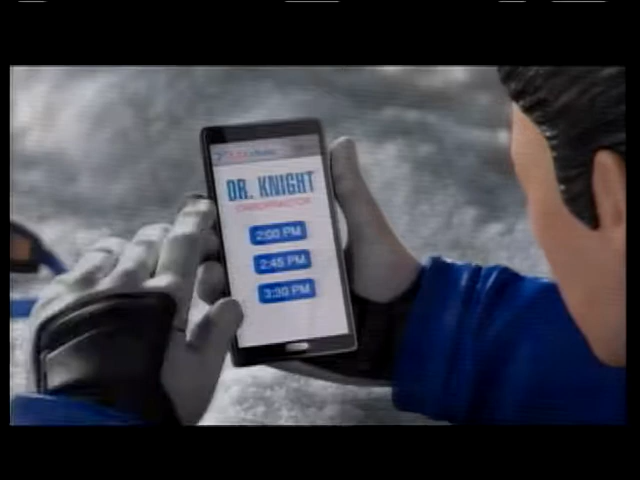 DR. KNIGHT
CHIROPRACTOR
2:00 PM
2:45 PM
3:30 PM